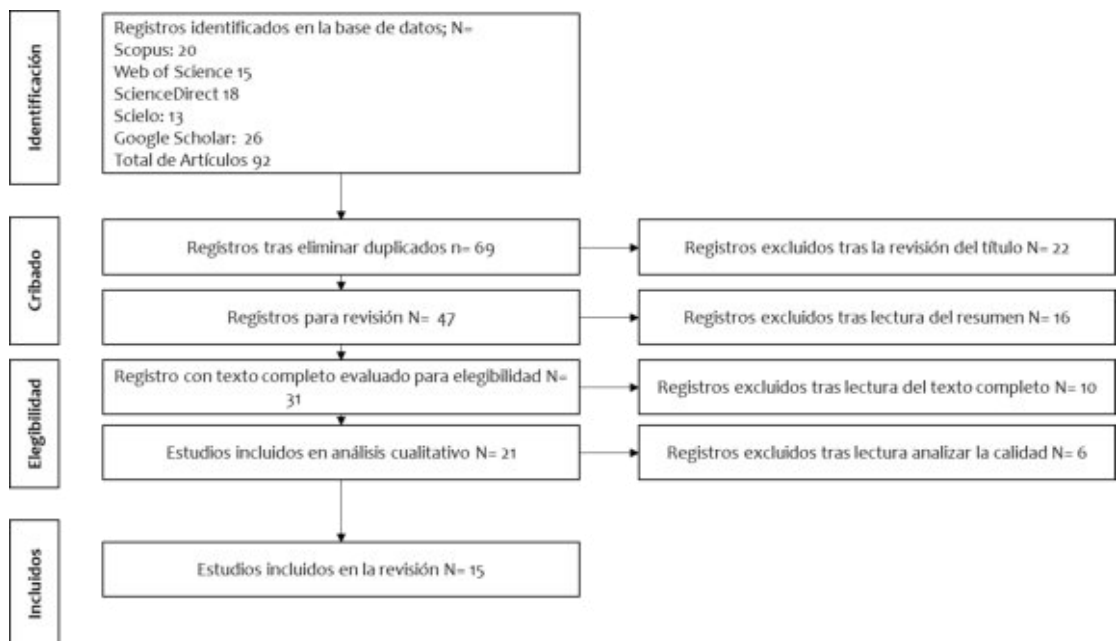 Identificación
Registros identificados en la base de datos; N=
Scopus: 20
Web of Science 15
ScienceDirect 18
Scielo: 13
Google Scholar: 26
Total de Artículos 92
Cribado
Registros tras eliminar duplicados n= 69
Registros excluidos tras la revisión del título N= 22
Registros para revisión N= 47
Registros excluidos tras lectura del resumen N= 16
Elegibilidad
Registro con texto completo evaluado para elegibilidad N=
31
Registros excluidos tras lectura del texto completo N= 10
Estudios incluidos en análisis cualitativo N= 21
Registros excluidos tras lectura analizar la calidad N= 6
Incluidos
Estudios incluidos en la revisión N= 15